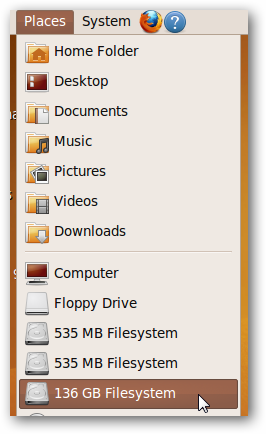 Places System
Home Folder
Desktop
Documents
Music
Pictures
Videos
Downloads
Computer
Floppy Drive
535 MB Filesystem
535 MB Filesystem
136 GB Filesystem